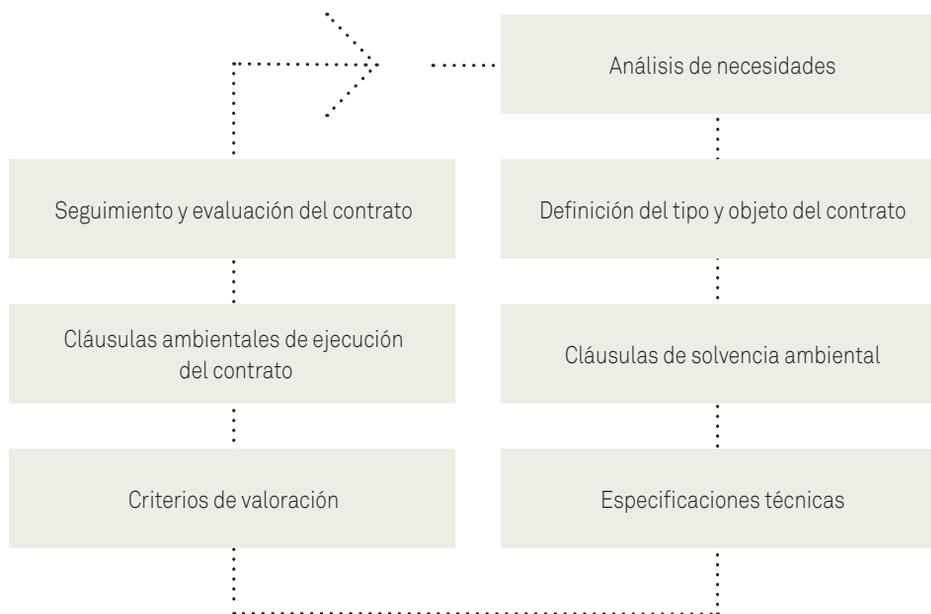 Análisis de necesidades
Seguimiento y evaluación del contrato
Definición del tipo y objeto del contrato
Cláusulas ambientales de ejecución
del contrato
Cláusulas de solvencia ambiental
Criterios de valoración
Especificaciones técnicas